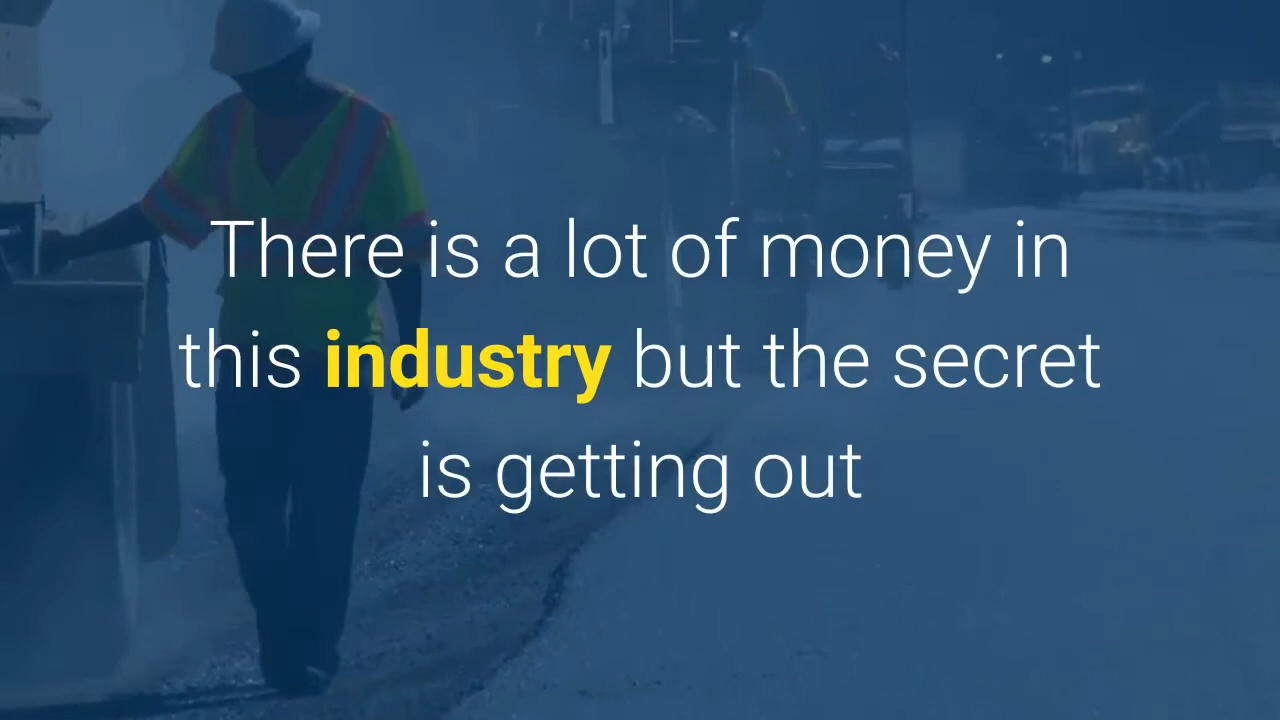 There is a lot of money in
this industry but the secret
is getting out